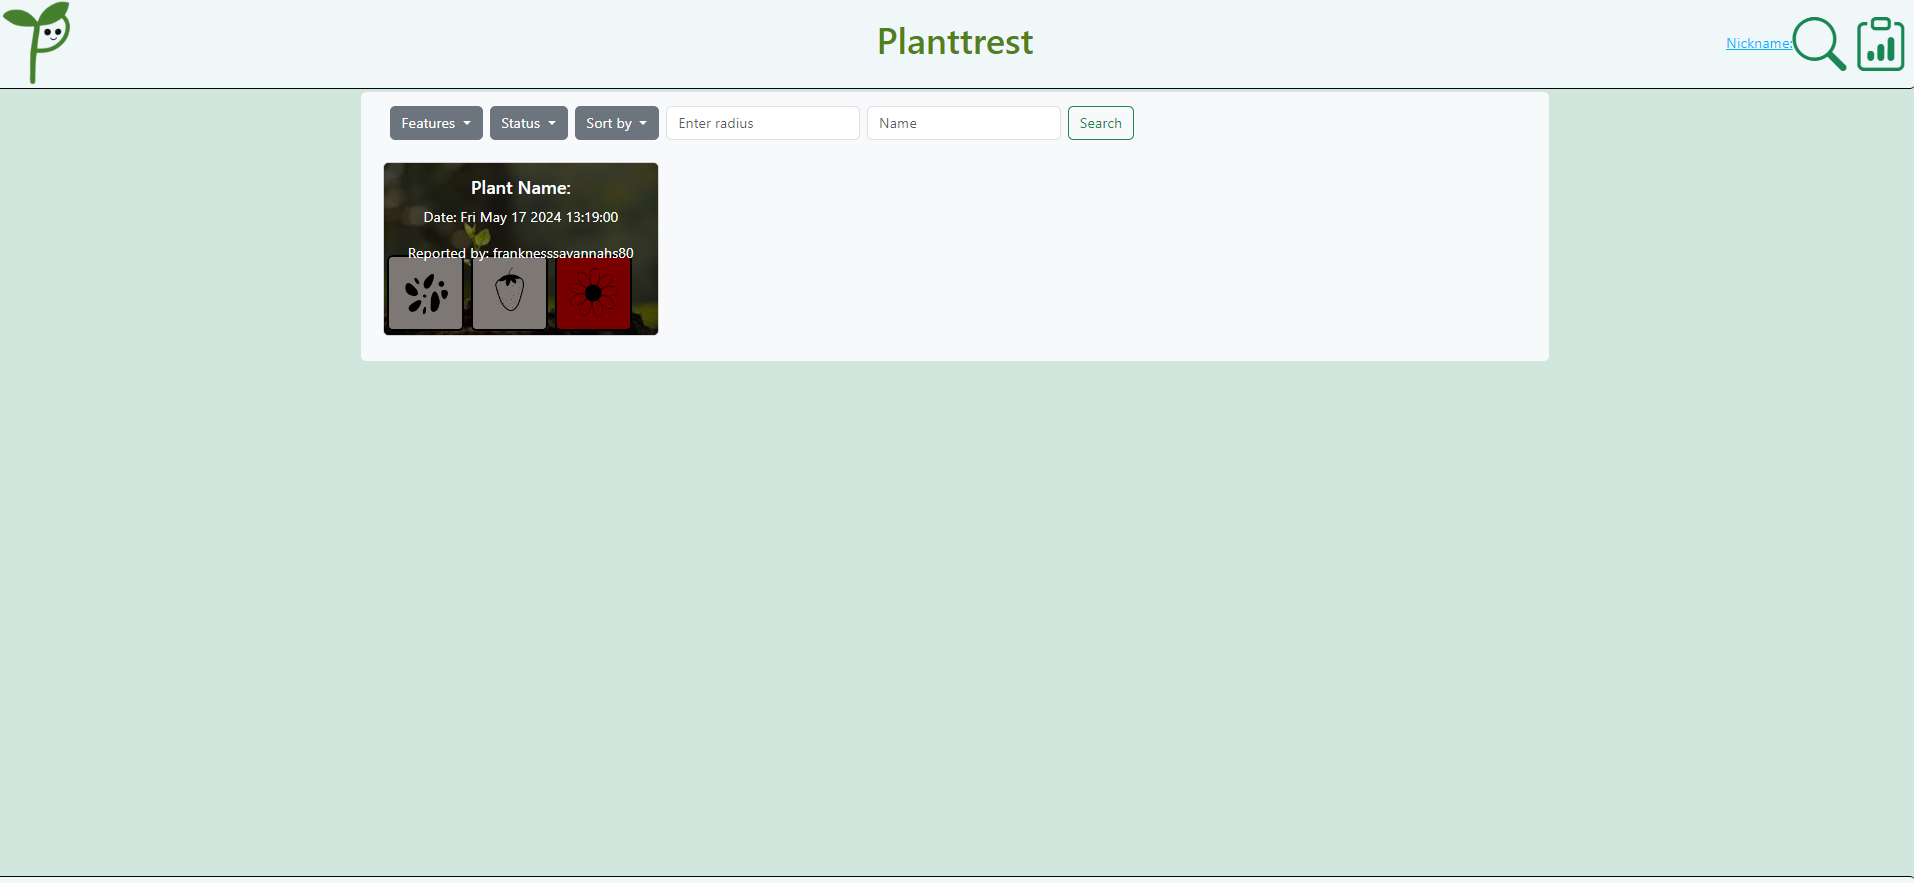 Planttrest
Nickname:
Features
Status
Sort by
Enter radius
Name
Search
Plant Name:
Date: Fri May 17 2024 13:19:00
Reported by: franknesssavannahs80